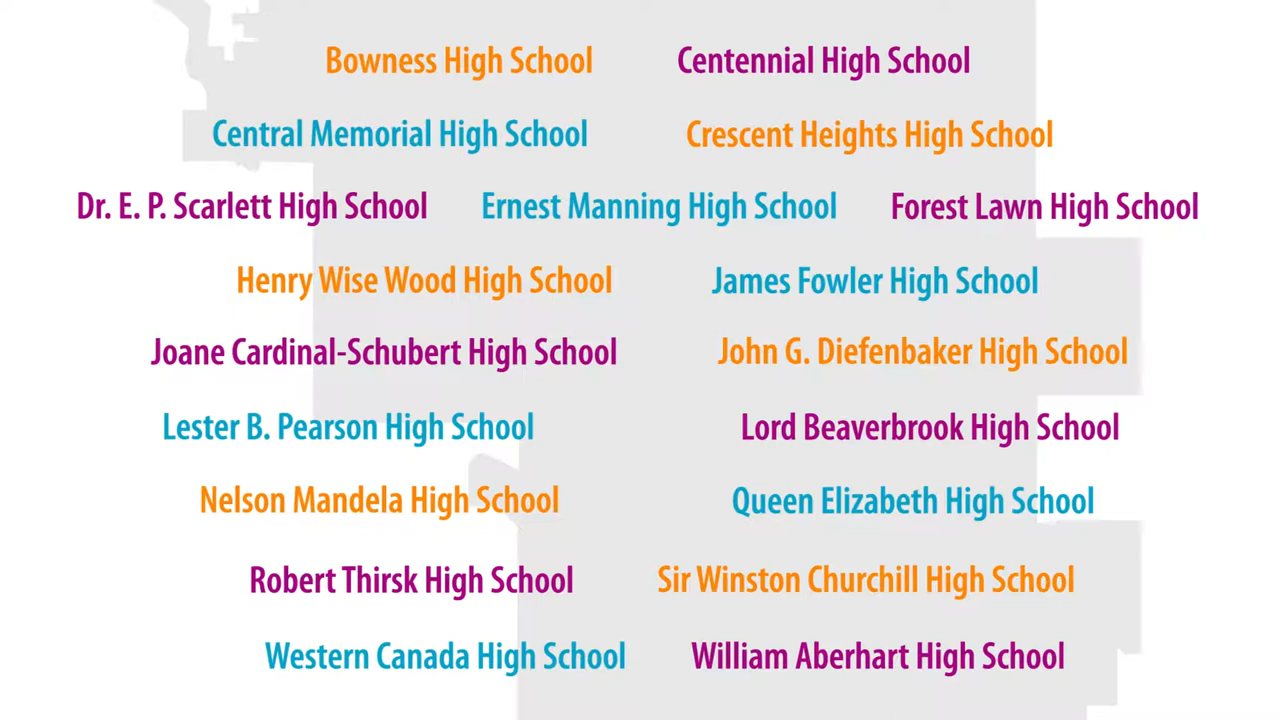 Bowness High School Centennial High School
Central Memorial High School Crescent Heights High School
Dr. E. P. Scarlett High School Ernest Manning High School Forest Lawn High School
Henry Wise Wood High School James Fowler High School
Joane Cardinal-Schubert High School John G. Diefenbaker High School
Lester B. Pearson High School Lord Beaverbrook High School
Nelson Mandela High School Queen Elizabeth High School
Robert Thirsk High School Sir Winston Churchill High School
Western Canada High School William Aberhart High School